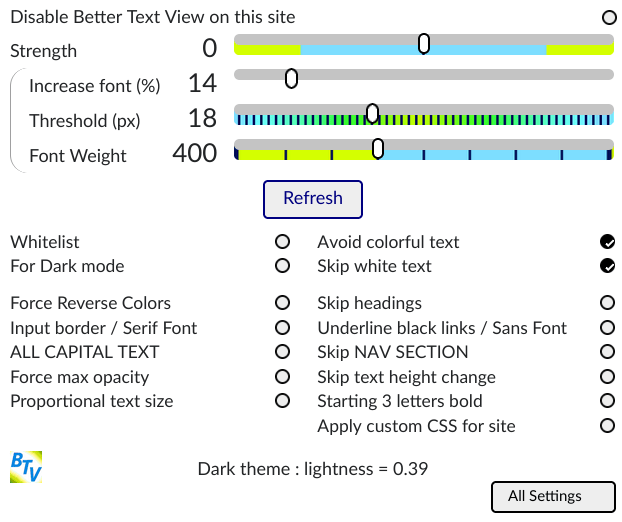 Disable Better Text View on this site
Strength 0
Increase font (%) 14
Threshold (px) 18
Font Weight 400
Refresh
Whitelist Avoid colorful text
For Dark mode Skip white text
Force Reverse Colors Skip headings
Input border / Serif Font Underline black links / Sans Font
ALL CAPITAL TEXT Skip NAV SECTION
Force max opacity Skip text height change
Proportional text size Starting 3 letters bold
Apply custom CSS for site
BTV Dark theme : lightness = 0.39
All Settings